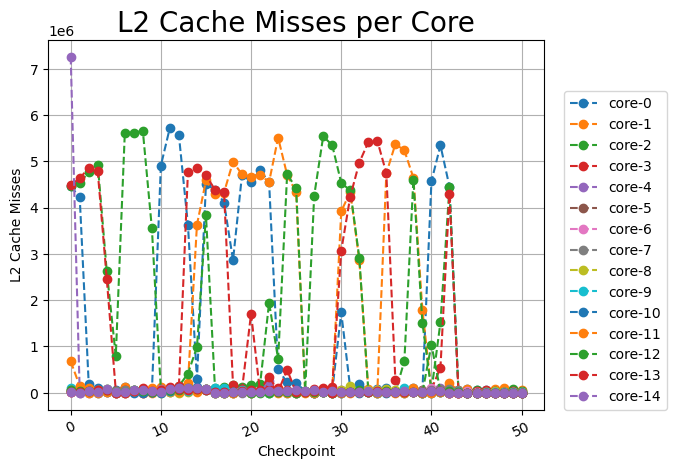 L2 Cache Misses per Core
1e6
7
6
5
4
3
2
1
0
L2 Cache Misses
0
10
20
30
40
50
Checkpoint
core-0
core-1
core-2
core-3
core-4
core-5
core-6
core-7
core-8
core-9
core-10
core-11
core-12
core-13
core-14